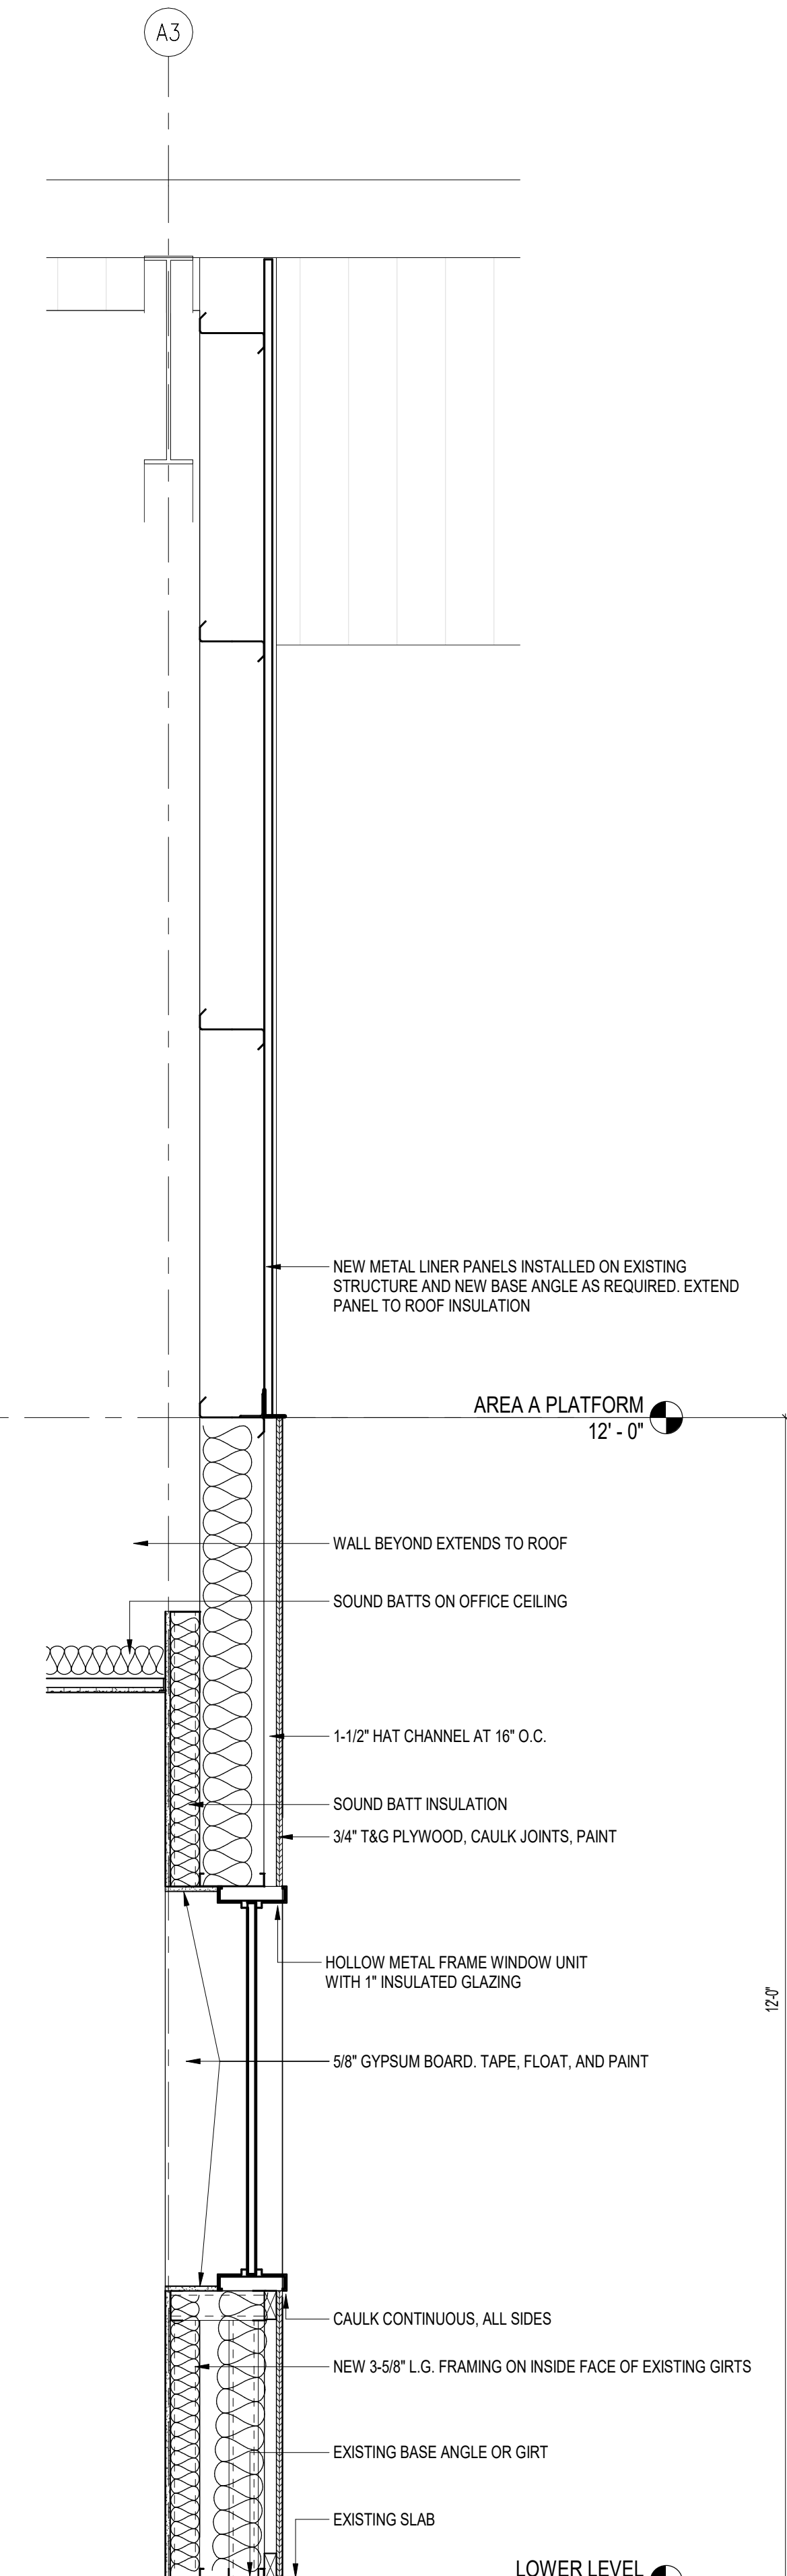 A3
NEW METAL LINER PANELS INSTALLED ON EXISTING
STRUCTURE AND NEW BASE ANGLE AS REQUIRED. EXTEND
PANEL TO ROOF INSULATION
AREA A PLATFORM
12' - 0"
WALL BEYOND EXTENDS TO ROOF
SOUND BATTS ON OFFICE CEILING
1-1/2" HAT CHANNEL AT 16" O.C.
SOUND BATT INSULATION
3/4" T&G PLYWOOD, CAULK JOINTS, PAINT
HOLLOW METAL FRAME WINDOW UNIT
WITH 1" INSULATED GLAZING
12'-0"
5/8" GYPSUM BOARD. TAPE, FLOAT, AND PAINT
CAULK CONTINUOUS, ALL SIDES
NEW 3-5/8" L.G. FRAMING ON INSIDE FACE OF EXISTING GIRTS
EXISTING BASE ANGLE OR GIRT
EXISTING SLAB
LOWER LEVEL